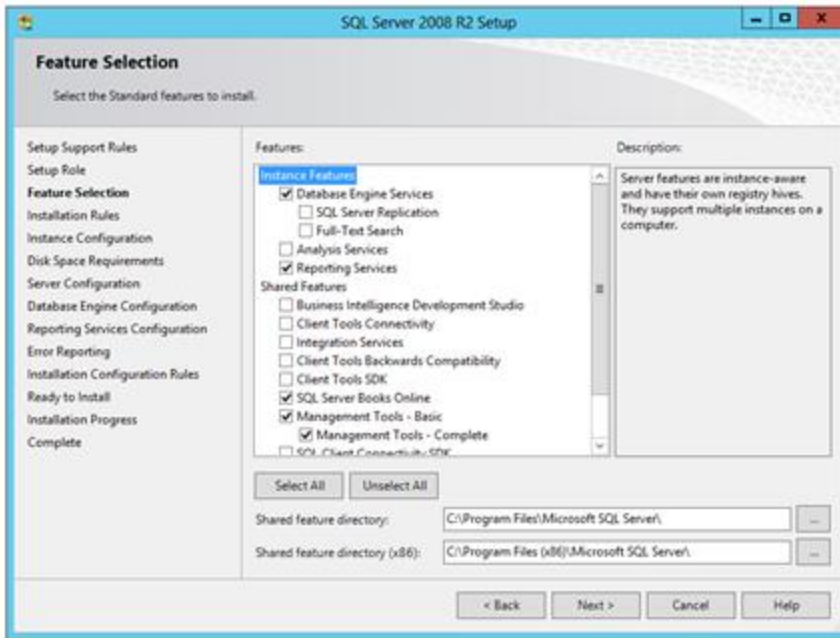 SQL Server 2008 R2 Setup
Feature Selection
Select the Standard features to install.
Setup Support Rules
Setup Role
Feature Selection
Installation Rules
Instance Configuration
Disk Space Requirements
Server Configuration
Database Engine Configuration
Reporting Services Configuration
Error Reporting
Installation Configuration Rules
Ready to Install
Installation Progress
Complete
Features:
Instance Features
Database Engine Services
SQL Server Replication
Full-Text Search
Analysis Services
Reporting Services
Shared Features
Business Intelligence Development Studio
Client Tools Connectivity
Integration Services
Client Tools Backwards Compatibility
Client Tools SDK
SQL Server Books Online
Management Tools - Basic
Management Tools - Complete
SQL Client Connectivity SDK
Description:
Server features are instance-aware
and have their own registry hives.
They support multiple instances on a
computer.
Select All
Unselect All
Shared feature directory:
C:\Program Files\Microsoft SQL Server\
...
Shared feature directory (x86):
C:\Program Files (x86)\Microsoft SQL Server\
...
< Back
Next >
Cancel
Help